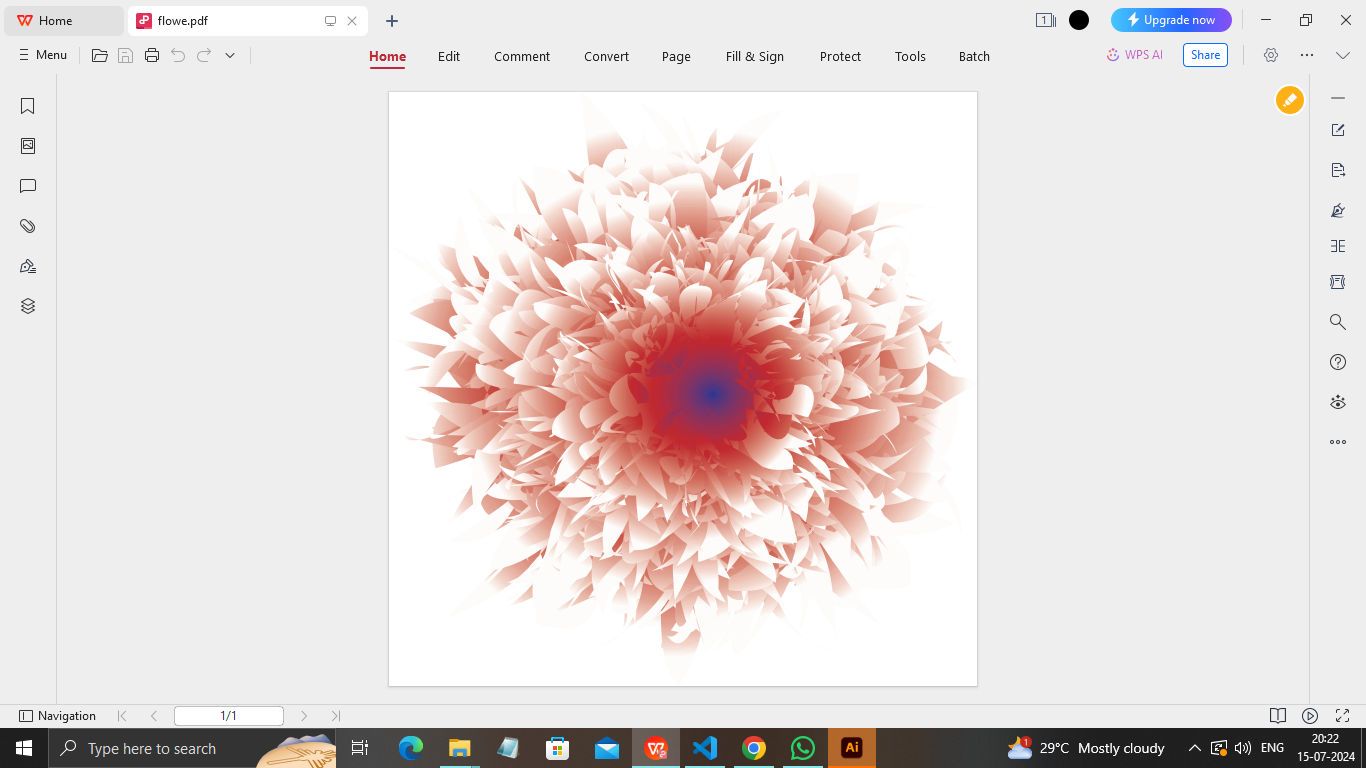 Home
flowe.pdf
1
Upgrade now
Menu
Home
Edit
Comment
Convert
Page
Fill & Sign
Protect
Tools
Batch
WPS AI
Share
Navigation
1/1
Type here to search
Ai
1
29°C Mostly cloudy
ENG
20:22
15-07-2024